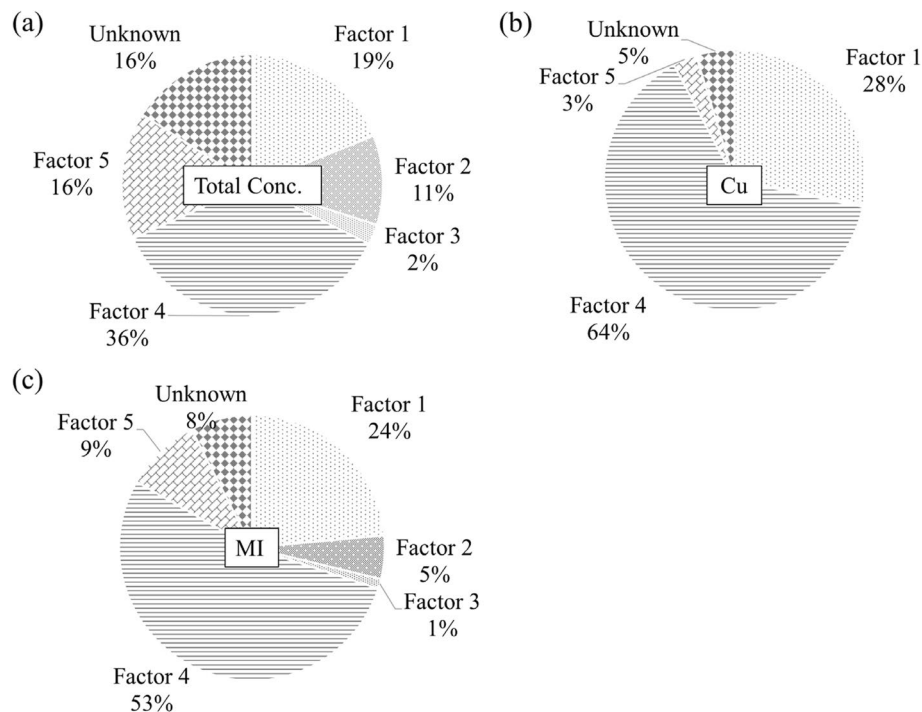 (a)
Unknown
16%
Factor 1
19%
Factor 5
16%
Total Conc.
Factor 2
11%
Factor 3
2%
Factor 4
36%
(b)
Unknown
5%
Factor 1
28%
Factor 5
3%
Cu
Factor 4
64%
(c)
Unknown
8%
Factor 1
24%
Factor 5
9%
MI
Factor 2
5%
Factor 3
1%
Factor 4
53%